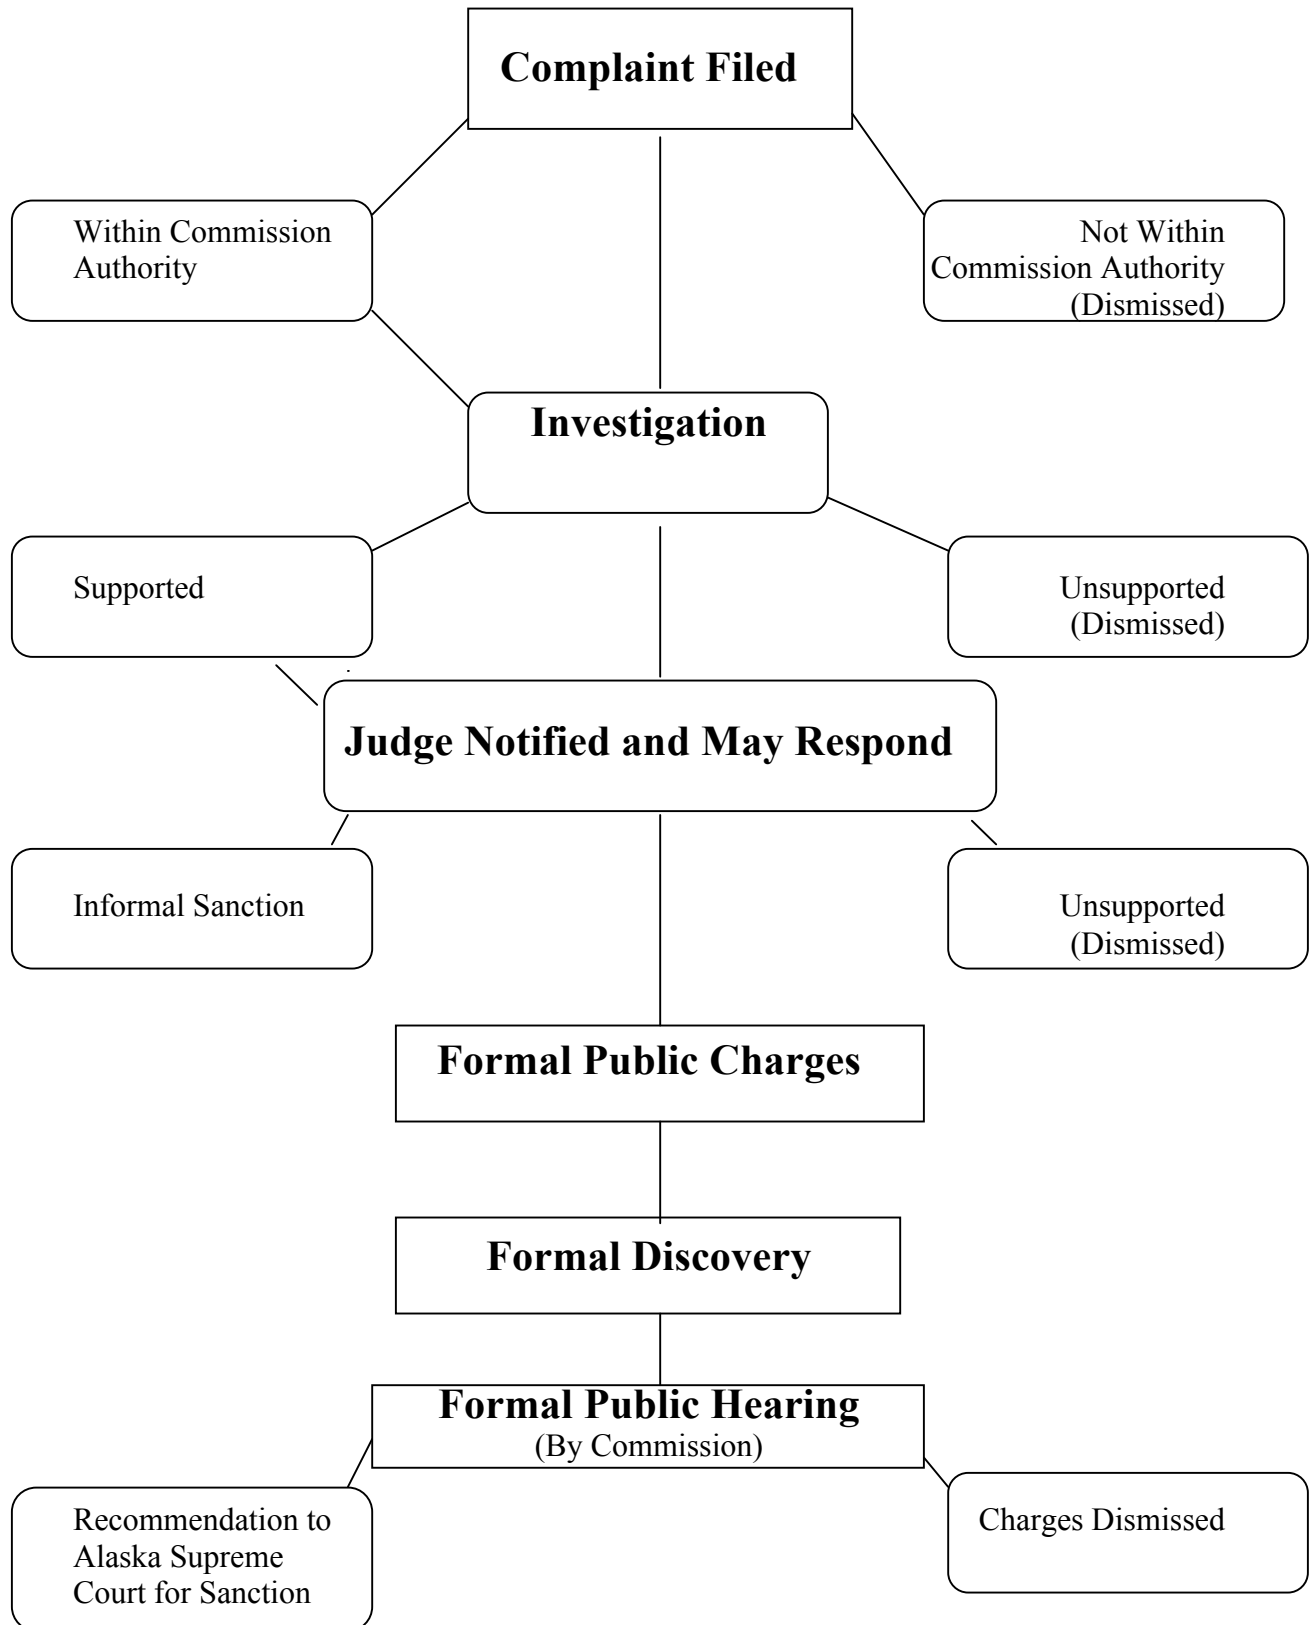 Complaint Filed
Within Commission
Authority
Not Within
Commission Authority
(Dismissed)
Investigation
Supported
Unsupported
(Dismissed)
Judge Notified and May Respond
Informal Sanction
Unsupported
(Dismissed)
Formal Public Charges
Formal Discovery
Formal Public Hearing
(By Commission)
Recommendation to
Alaska Supreme
Court for Sanction
Charges Dismissed